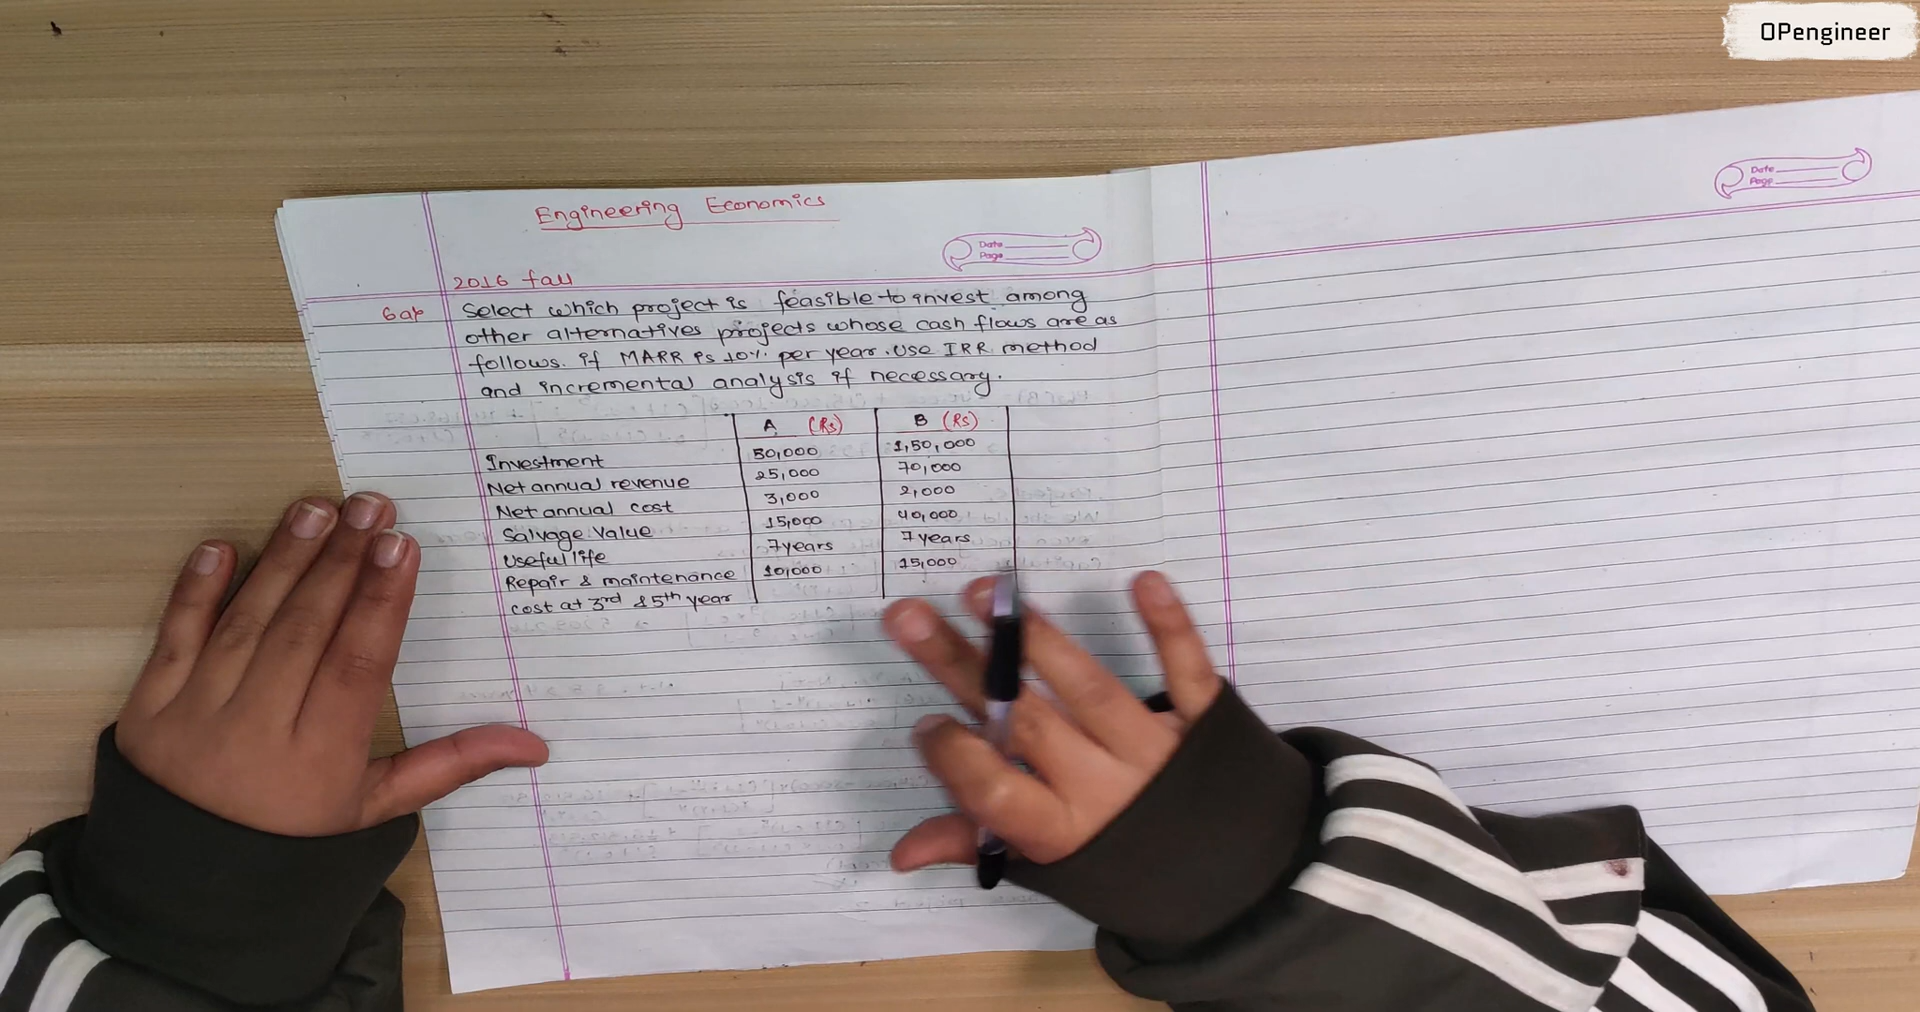 OPengineer
Engineering Economics
Date
Page
Date
Page
2016 fall
6a) Select which project is feasible to invest among
other alternatives projects whose cash flows are as
follows. if MARR is 10% per year. Use IRR method
and incremental analysis if necessary.
A (Rs) B (Rs)
Investment 50,000 1,50,000
Net annual revenue 25,000 70,000
Net annual cost 3,000 2,000
Salvage value 15,000 40,000
Useful life 7years 7years
Repair & maintenance 10,000 15,000
cost at 3rd & 5th year